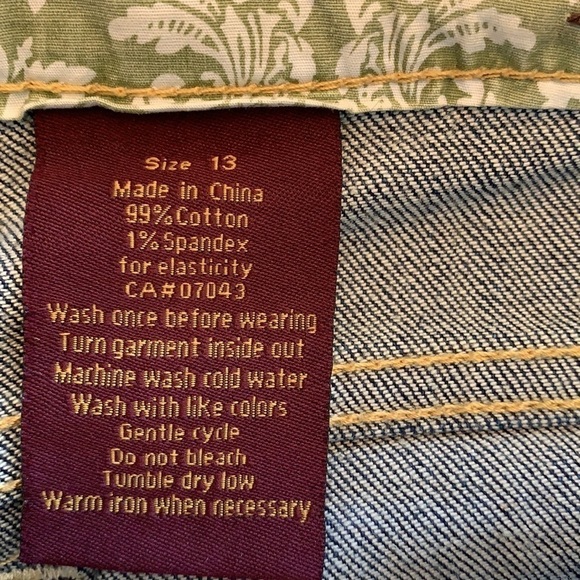 Size 13
Made in China
99%Cotton
1%Spandex
for elasticity
CA#07043
Wash once before wearing
Turn garment inside out
Machine wash cold water
Wash with like colors
Gentle cycle
Do not bleach
Tumble dry low
Warm iron when necessary